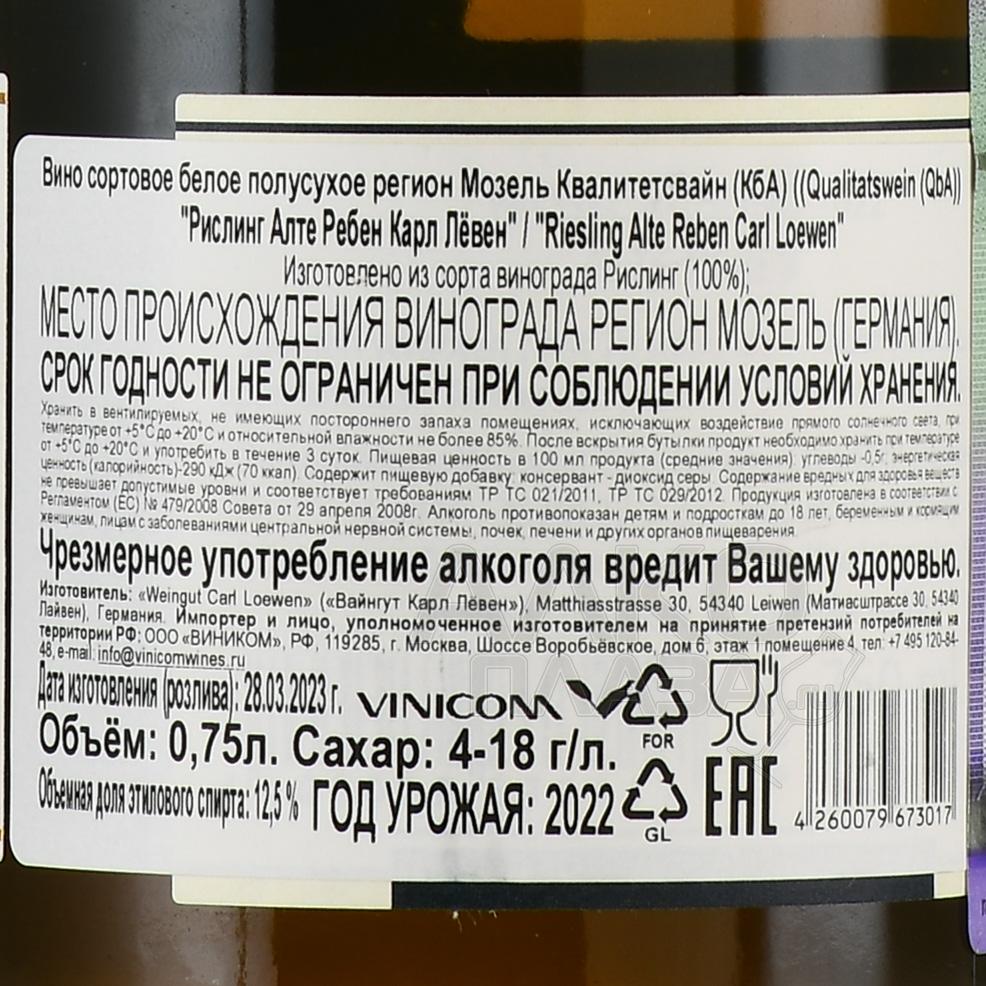 Вино сортовое белое полусухое регион Мозель Квалитетсвайн (КбА) ((Qualitatswein (QbA))
"Рислинг Алте Ребен Карл Лёвен" / "Riesling Alte Reben Carl Loewen"
Изготовлено из сорта винограда Рислинг (100%);
МЕСТО ПРОИСХОЖДЕНИЯ ВИНОГРАДА РЕГИОН МОЗЕЛЬ (ГЕРМАНИЯ).
СРОК ГОДНОСТИ НЕ ОГРАНИЧЕН ПРИ СОБЛЮДЕНИИ УСЛОВИЙ ХРАНЕНИЯ.
Хранить в вентилируемых, не имеющих постороннего запаха помещениях, исключающих воздействие прямого солнечного света, при
температуре от +5°С до +20°С и относительной влажности не более 85%. После вскрытия бутылки продукт необходимо хранить при температуре
от +5°С до +20°С и употребить в течение 3 суток. Пищевая ценность в 100 мл продукта (средние значения): углеводы -0,5г, энергетическая
ценность (калорийность)-290 кДж (70 ккал). Содержит пищевую добавку: консервант - диоксид серы. Содержание вредных для здоровья веществ
не превышает допустимые уровни и соответствует требованиям ТР ТС 021/2011, ТР ТС 029/2012. Продукция изготовлена в соответствии с
Регламентом (ЕС) № 479/2008 Совета от 29 апреля 2008г. Алкоголь противопоказан детям и подросткам до 18 лет, беременным и кормящим
женщинам, лицам с заболеваниями центральной нервной системы, почек, печени и других органов пищеварения.
Чрезмерное употребление алкоголя вредит Вашему здоровью.
Изготовитель: «Weingut Carl Loewen» («Вайнгут Карл Лёвен»), Matthiasstrasse 30, 54340 Leiwen (Матиасштрассе 30, 54340
Лайвен), Германия. Импортер и лицо, уполномоченное изготовителем на принятие претензий потребителей на
территории РФ: ООО «ВИНИКОМ», РФ, 119285, г. Москва, Шоссе Воробьёвское, дом 6, этаж 1 помещение 4, тел: +7 495 120-84-
48, e-mail: info@vinicomwines.ru
Дата изготовления (розлива): 28.03.2023 г. VINICOM
FOR
Объём: 0,75л. Сахар: 4-18 г/л.
Объемная доля этилового спирта: 12,5 % ГОД УРОЖАЯ: 2022
GL
EAC
4 260079 673017
АЛКО
ПЛАЗА.ru